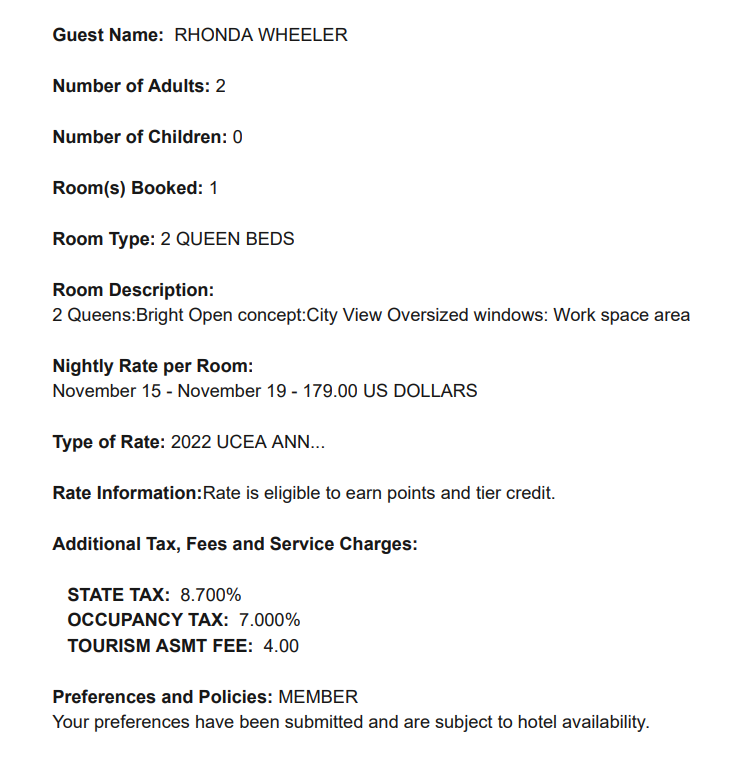 Guest Name: RHONDA WHEELER
Number of Adults: 2
Number of Children: 0
Room(s) Booked: 1
Room Type: 2 QUEEN BEDS
Room Description:
2 Queens:Bright Open concept:City View Oversized windows: Work space area
Nightly Rate per Room:
November 15 - November 19 - 179.00 US DOLLARS
Type of Rate: 2022 UCEA ANN...
Rate Information:Rate is eligible to earn points and tier credit.
Additional Tax, Fees and Service Charges:
STATE TAX: 8.700%
OCCUPANCY TAX: 7.000%
TOURISM ASMT FEE: 4.00
Preferences and Policies: MEMBER
Your preferences have been submitted and are subject to hotel availability.